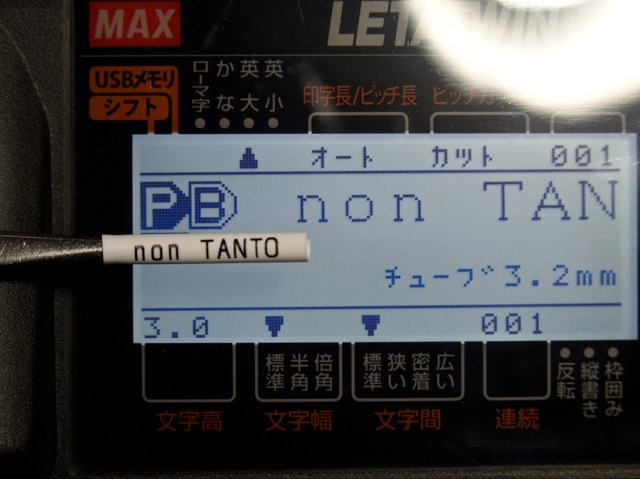 MAX
LETATWIN
USBメモリ
シフト
ローマ字
かな
英大
英小
印字長/ピッチ長
オート カット 001
PB non TAN
non TANTO
チューブ3.2mm
3.0 001
標準 半角 倍角
標準 狭い 密着 広い
反転 縦書き 枠囲み
文字高 文字幅 文字間 連続